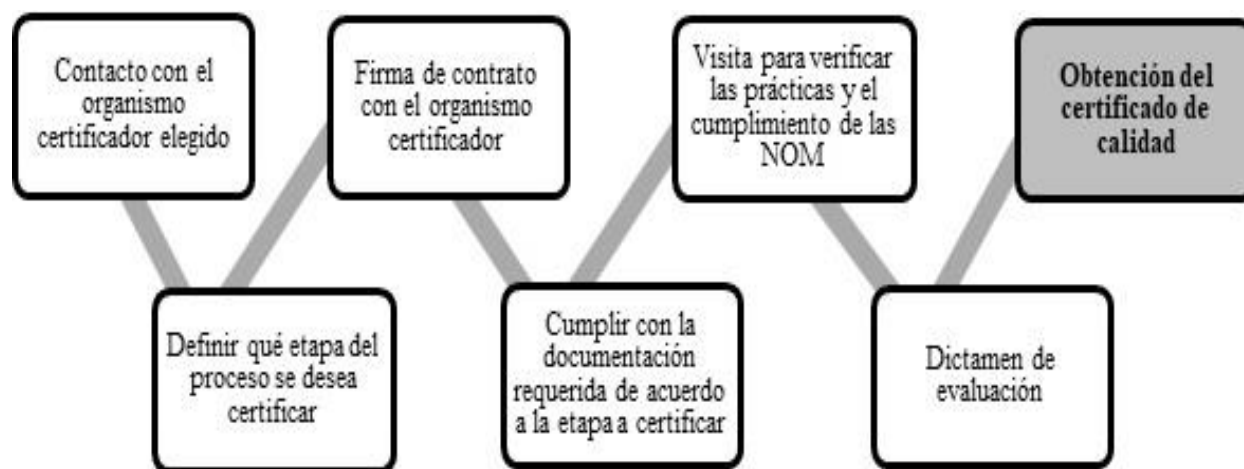 Contacto con el
organismo
certificador elegido
Definir qué etapa del
proceso se desea
certificar
Firma de contrato
con el organismo
certificador
Cumplir con la
documentación
requerida de acuerdo
a la etapa a certificar
Visita para verificar
las prácticas y el
cumplimiento de las
NOM
Dictamen de
evaluación
Obtención del
certificado de
calidad